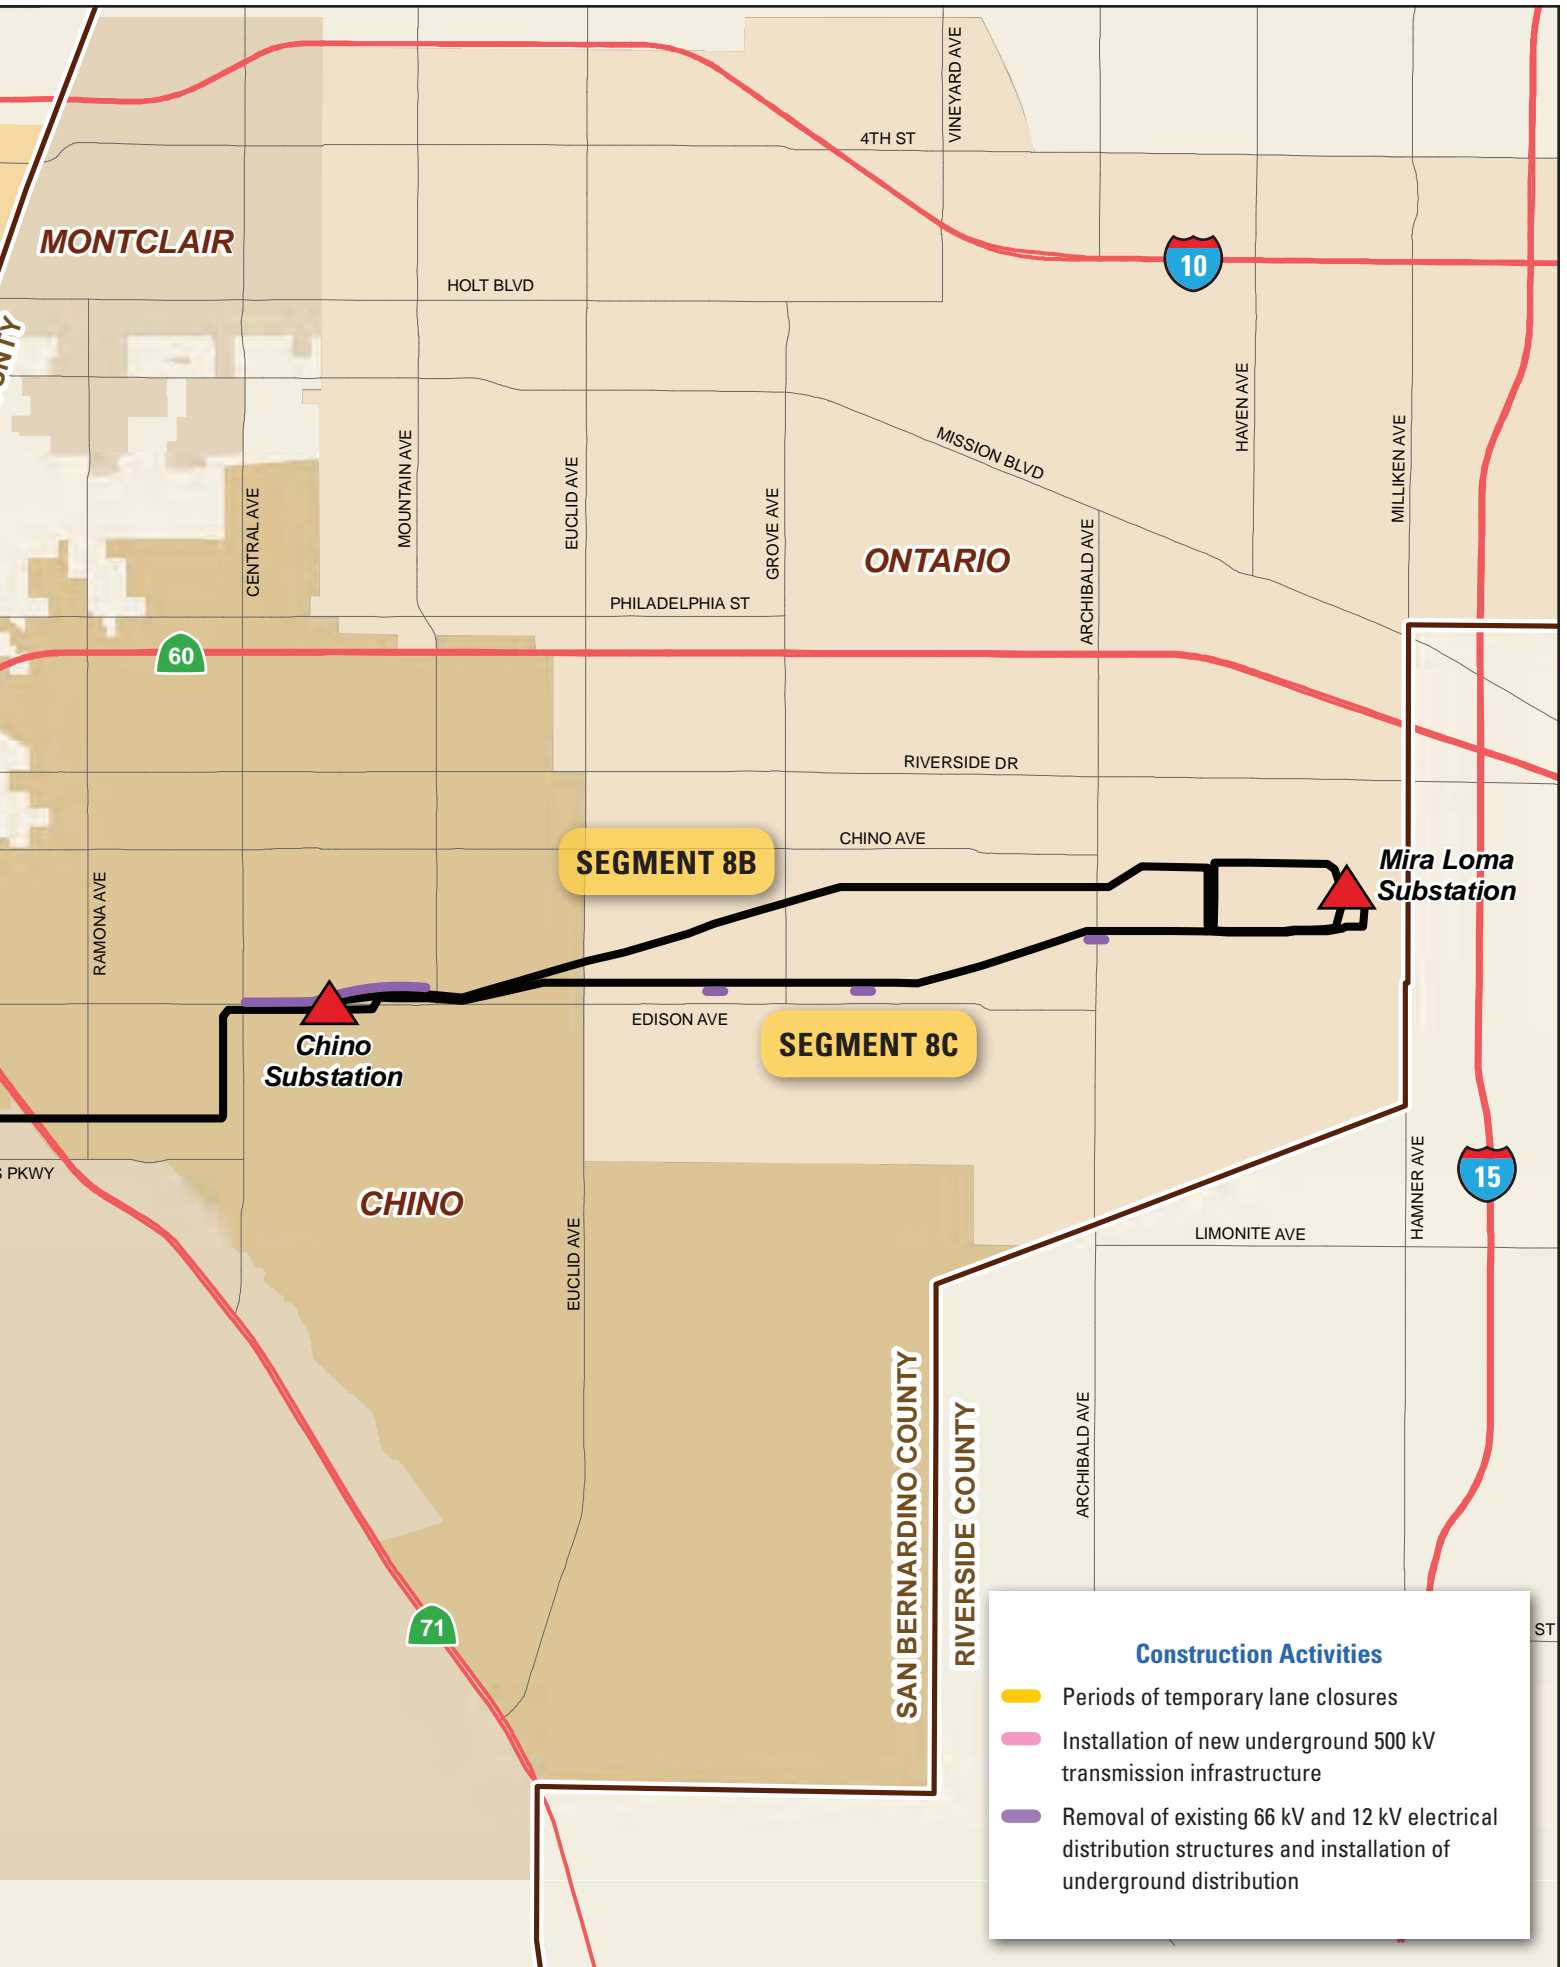 VINEYARD AVE
4TH ST
MONTCLAIR
10
HOLT BLVD
HAVEN AVE
MILLIKEN AVE
MOUNTAIN AVE
EUCLID AVE
MISSION BLVD
CENTRAL AVE
GROVE AVE
ARCHIBALD AVE
ONTARIO
PHILADELPHIA ST
60
RIVERSIDE DR
CHINO AVE
SEGMENT 8B
Mira Loma
Substation
RAMONA AVE
EDISON AVE
SEGMENT 8C
Chino
Substation
PKWY
CHINO
HAMNER AVE
15
EUCLID AVE
LIMONITE AVE
SAN BERNARDINO COUNTY
RIVERSIDE COUNTY
ARCHIBALD AVE
71
ST
Construction Activities
Periods of temporary lane closures
Installation of new underground 500 kV
transmission infrastructure
Removal of existing 66 kV and 12 kV electrical
distribution structures and installation of
underground distribution